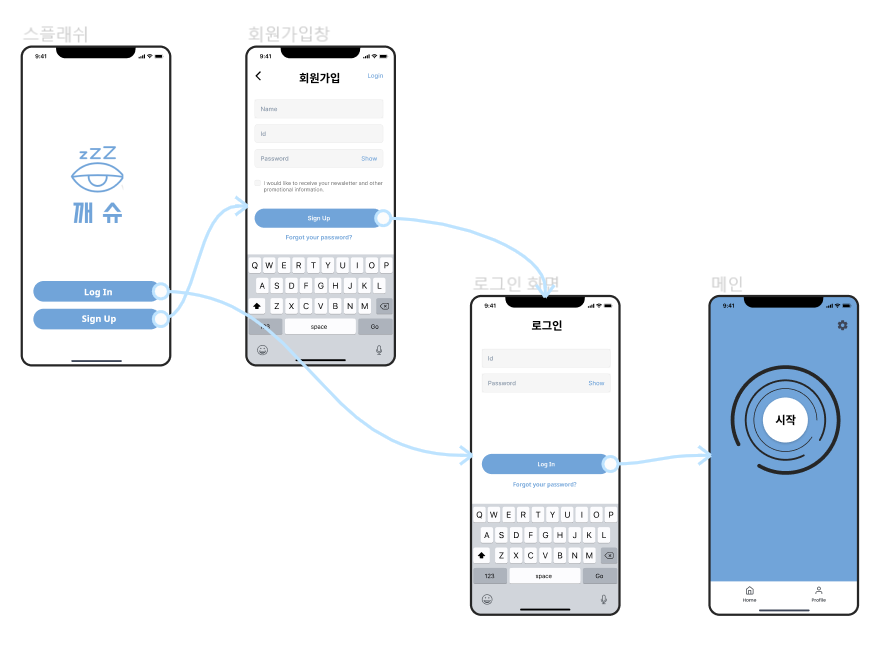 스플래쉬
9:41
zZZ
깨 슈
Log In
Sign Up
회원가입창
9:41
회원가입
Login
Name
Id
Password
Show
I would like to receive your newsletter and other
promotional information.
Sign Up
Forgot your password?
Q W E R T Y U I O P
A S D F G H J K L
Z X C V B N M
123
space
Go
로그인 화면
9:41
로그인
Id
Password
Show
Log In
Forgot your password?
Q W E R T Y U I O P
A S D F G H J K L
Z X C V B N M
123
space
Go
메인
9:41
시작
Home
Profile